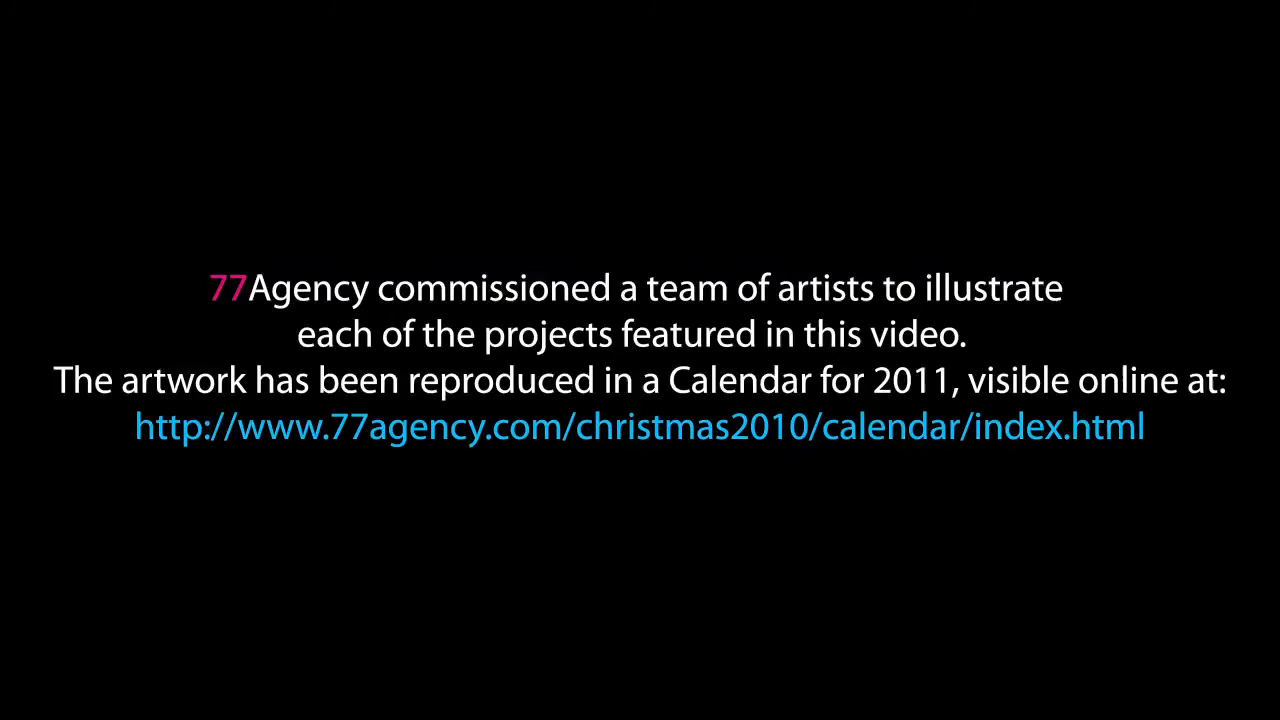 77Agency commissioned a team of artists to illustrate
each of the projects featured in this video.
The artwork has been reproduced in a Calendar for 2011, visible online at:
http://www.77agency.com/christmas2010/calendar/index.html